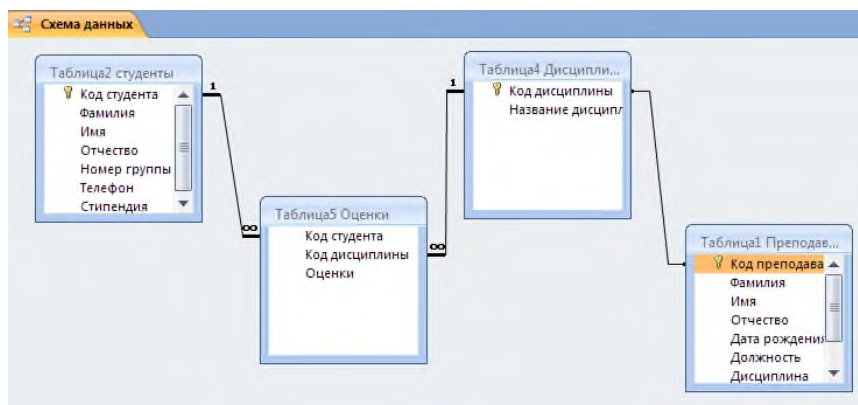 Схема данных
Таблица2 студенты
Код студента
Фамилия
Имя
Отчество
Номер группы
Телефон
Стипендия
1
∞
Таблица5 Оценки
Код студента
Код дисциплины
Оценки
∞
1
Таблица4 Дисципли...
Код дисциплины
Название дисципл
Таблица1 Преподав...
Код преподава
Фамилия
Имя
Отчество
Дата рождения
Должность
Дисциплина